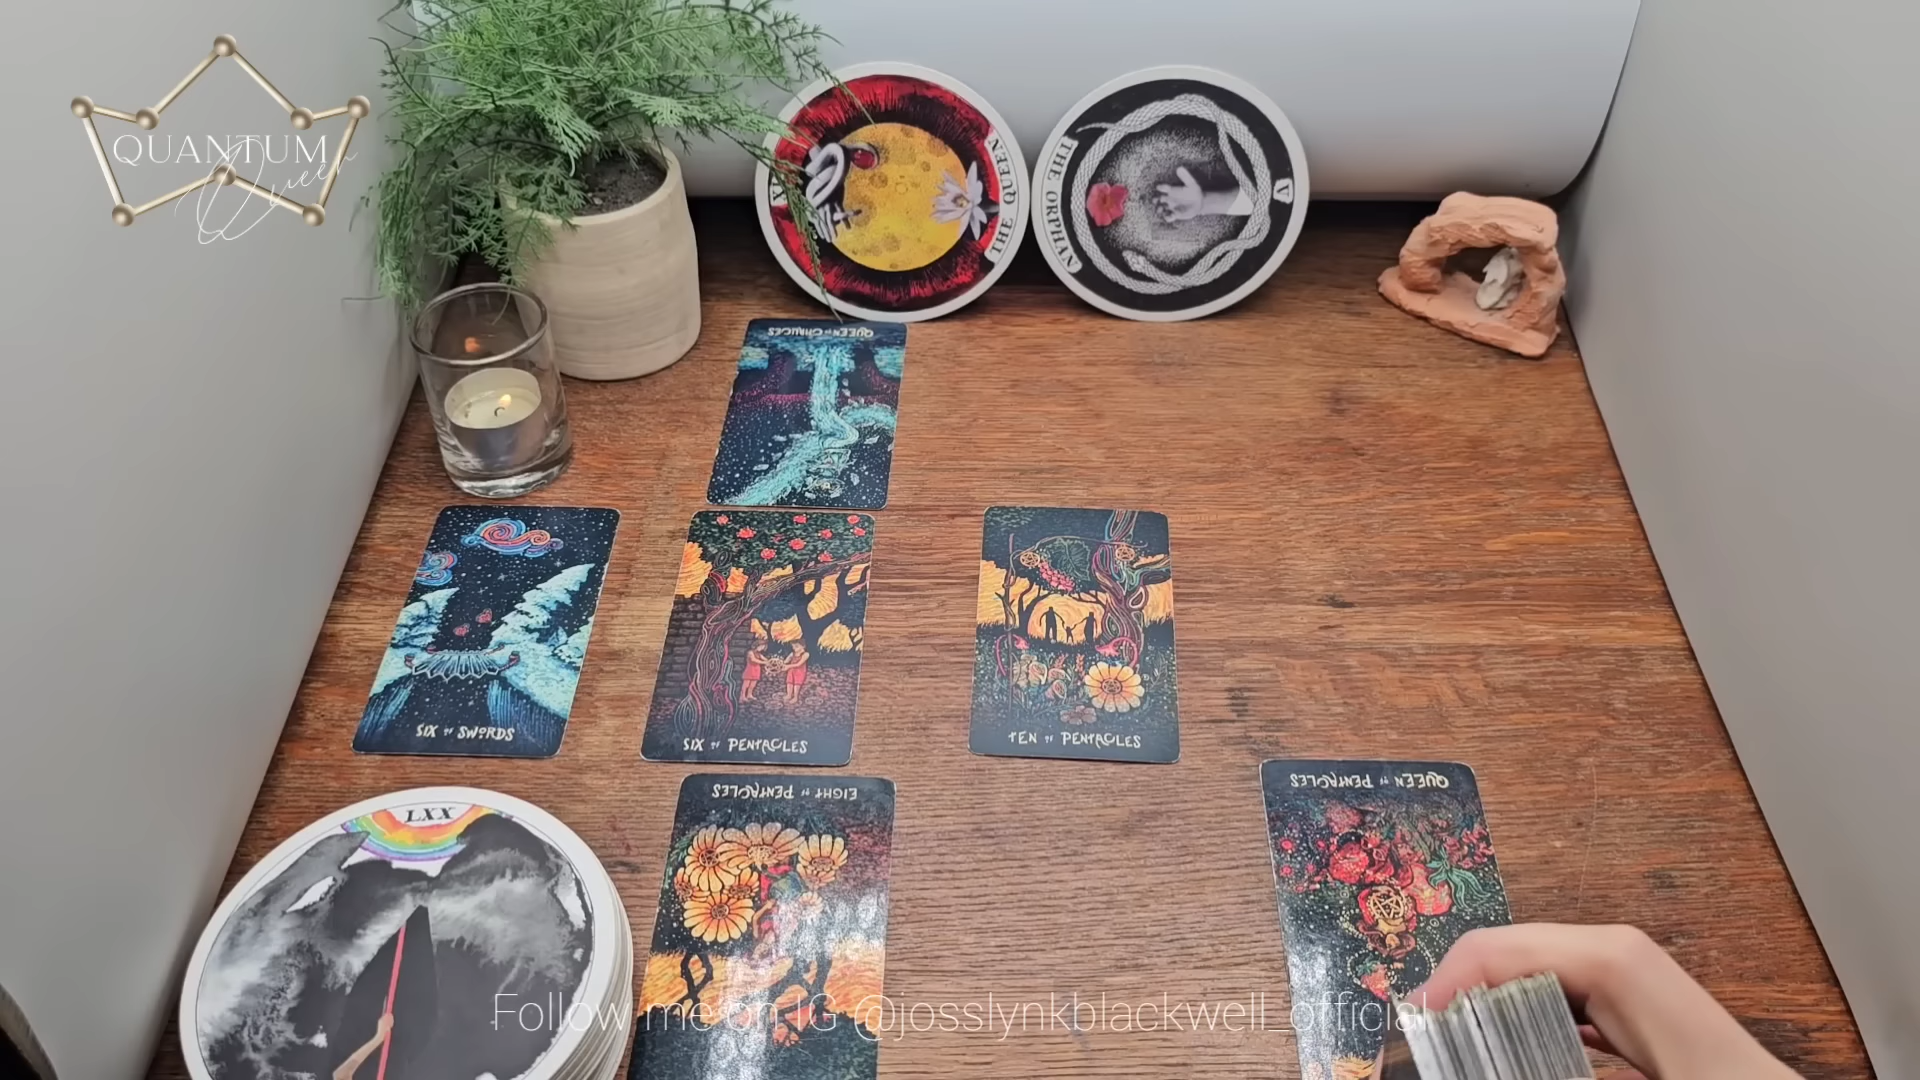 QUANTUM
Queen
THE QUEEN
THE ORPHAN
V
QUEEN OF CHALICES
SIX OF SWORDS
SIX OF PENTACLES
TEN OF PENTACLES
EIGHT OF PENTACLES
QUEEN OF PENTACLES
LXX
Follow me on IG @josslynkblackwell_official